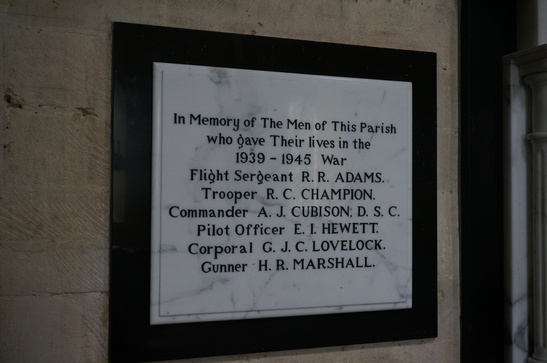 In Memory of The Men of This Parish
who gave Their lives in the
1939 - 1945 War
Flight Sergeant R. R. ADAMS.
Trooper R. C. CHAMPION.
Commander A. J. CUBISON, D. S. C.
Pilot Officer E. I. HEWETT.
Corporal G. J. C. LOVELOCK.
Gunner H. R. MARSHALL.